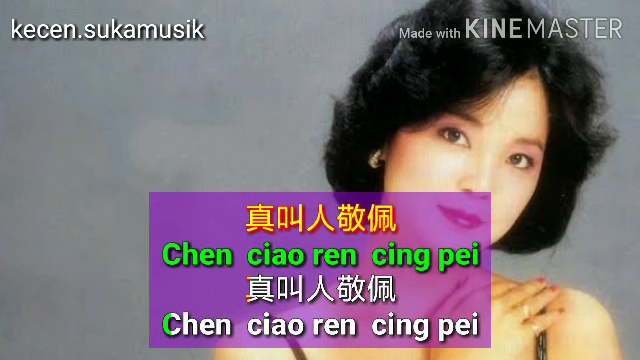 kecen.sukamusik
Made with KINEMASTER
真叫人敬佩
Chen ciao ren cing pei
真叫人敬佩
Chen ciao ren cing pei